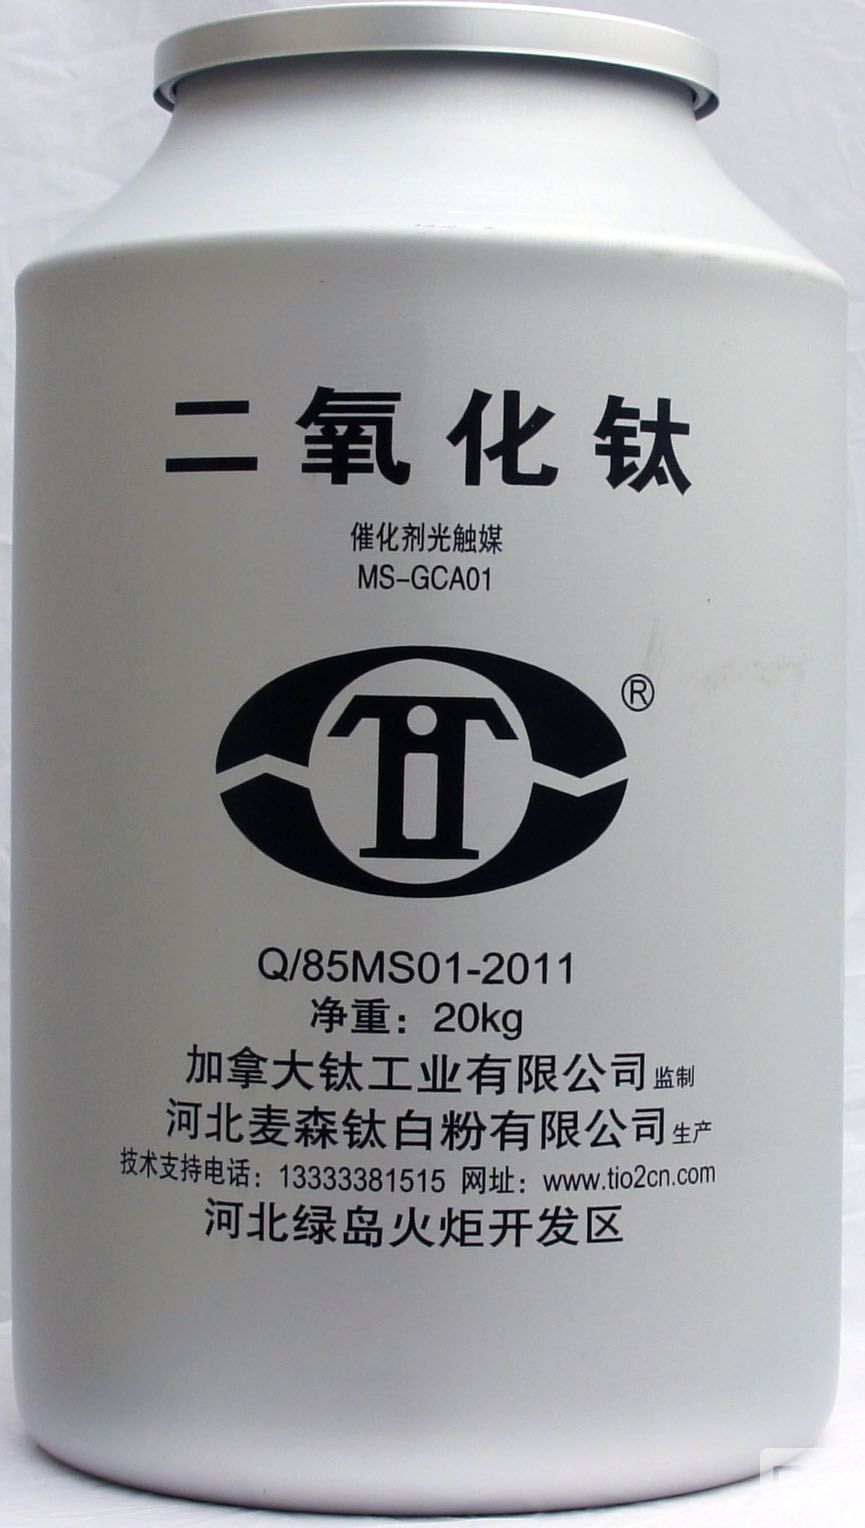 二氧化钛
催化剂光触媒
MS-GCA01
TiT
®
Q/85MS01-2011
净重：20kg
加拿大钛工业有限公司监制
河北麦森钛白粉有限公司生产
技术支持电话：13333381515 网址：www.tio2cn.com
河北绿岛火炬开发区